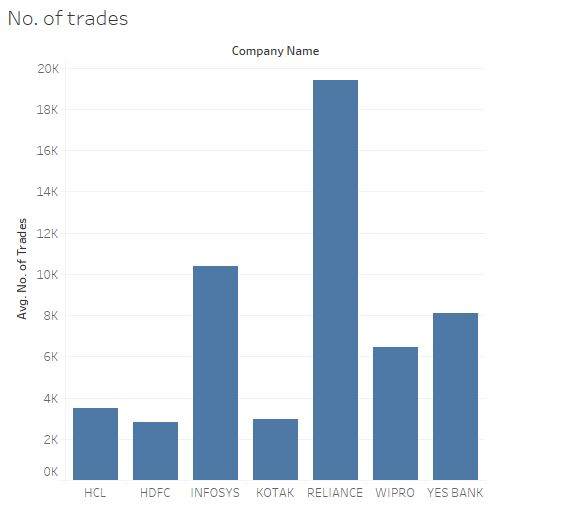 No. of trades
Company Name
20K
18K
16K
14K
12K
10K
8K
6K
4K
2K
0K
Avg. No. of Trades
HCL HDFC INFOSYS KOTAK RELIANCE WIPRO YES BANK